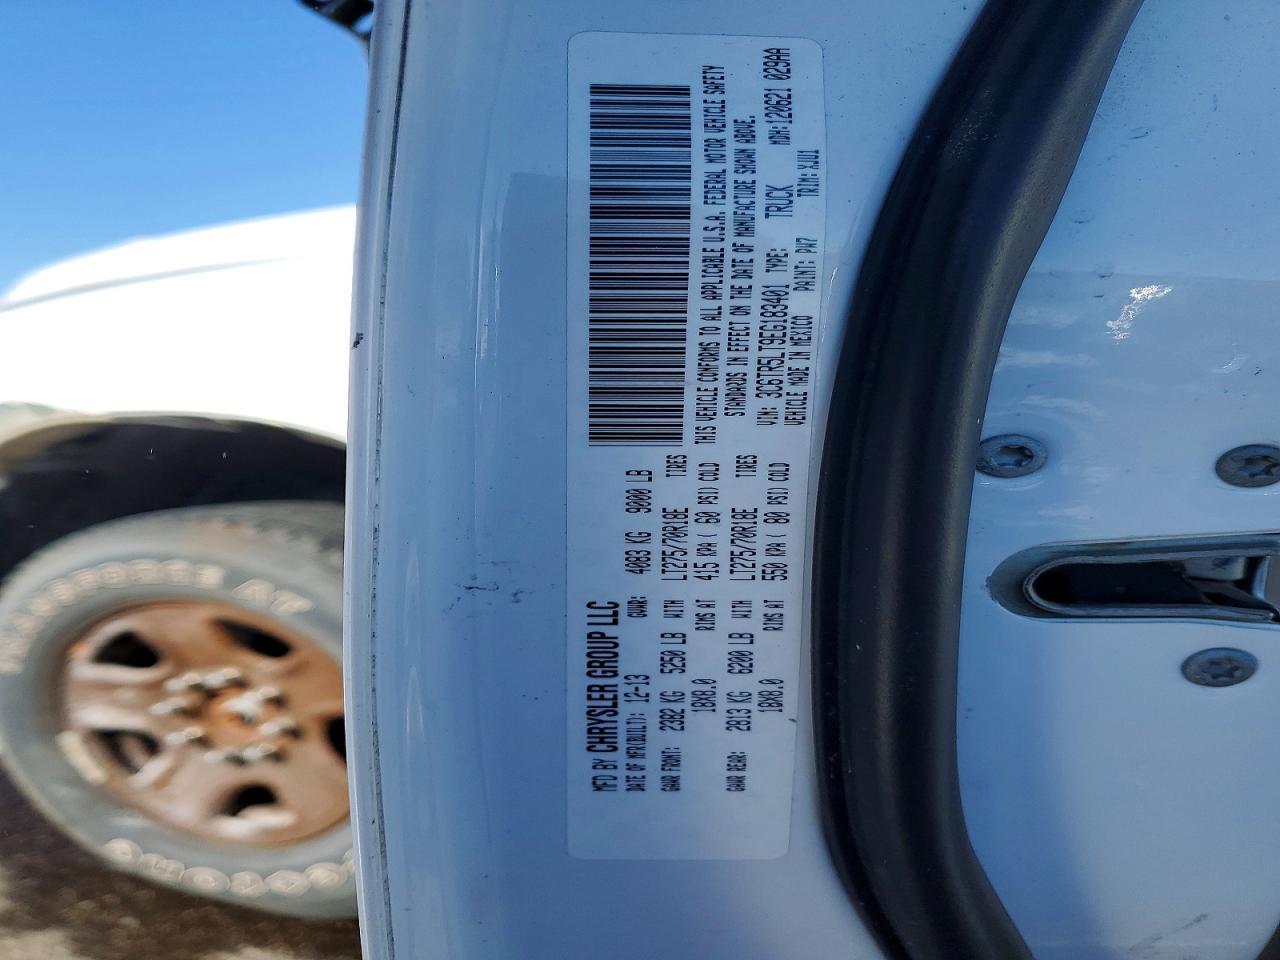 MFD BY CHRYSLER GROUP LLC
DATE OF MFR(BUILT): 12-13 GVWR: 4083 KG 9000 LB
GAWR FRONT: 2382 KG 5250 LB WITH LT275/70R18E TIRES
18X8.0 RIMS AT 415 KPA ( 60 PSI) COLD
GAWR REAR: 2813 KG 6200 LB WITH LT275/70R18E TIRES
18X8.0 RIMS AT 550 KPA ( 80 PSI) COLD
THIS VEHICLE CONFORMS TO ALL APPLICABLE U.S.A. FEDERAL MOTOR VEHICLE SAFETY
STANDARDS IN EFFECT ON THE DATE OF MANUFACTURE SHOWN ABOVE.
VIN: 3C6TR5LT9EG183401 TYPE: TRUCK MDH:120621 029AA
VEHICLE MADE IN MEXICO PAINT: PW7 TRIM: XJU1
AT